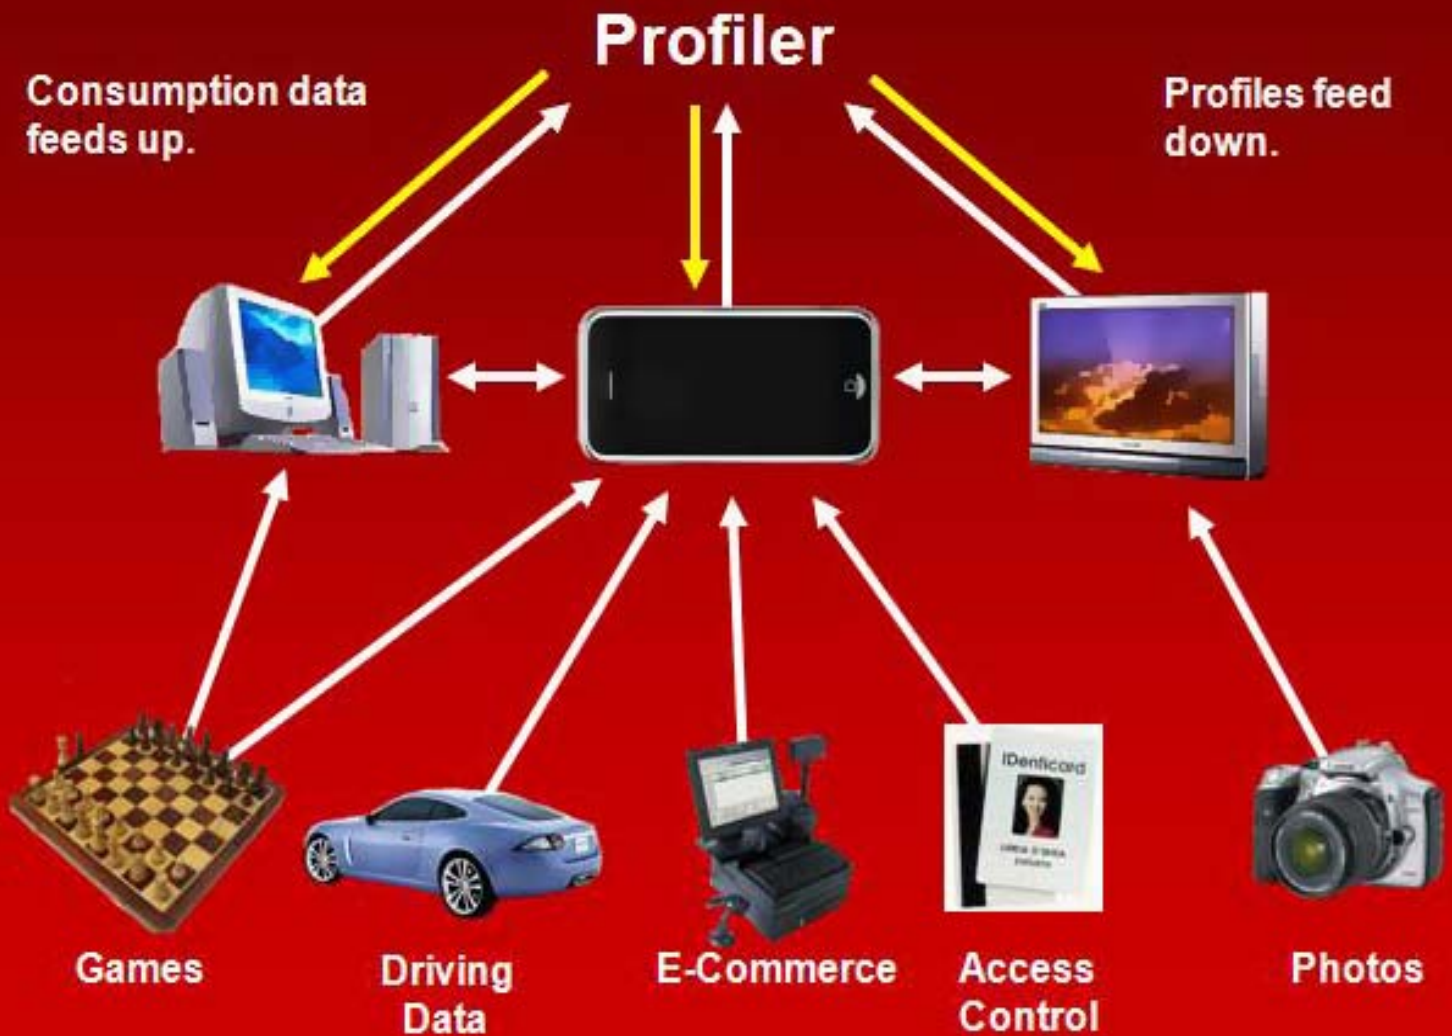 Profiler
Consumption data
feeds up.
Profiles feed
down.
IDenticard
Games
Driving
Data
E-Commerce
Access
Control
Photos